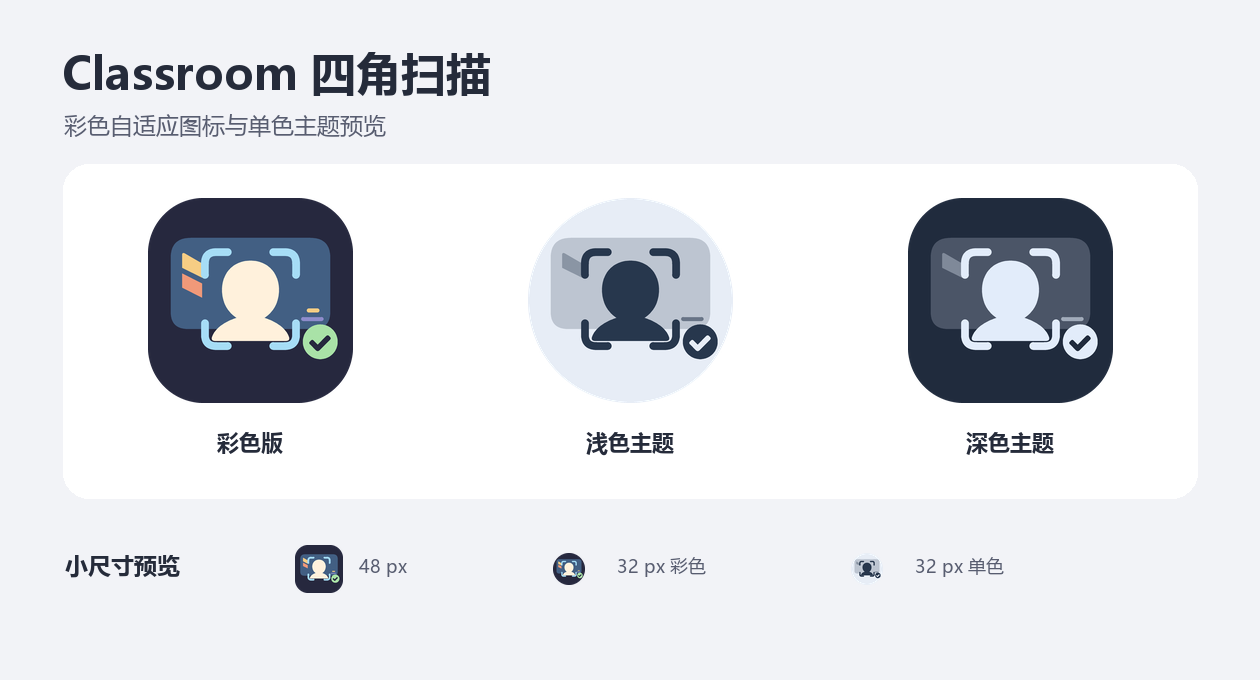 Classroom 四角扫描
彩色自适应图标与单色主题预览
彩色版
浅色主题
深色主题
小尺寸预览
48 px
32 px 彩色
32 px 单色